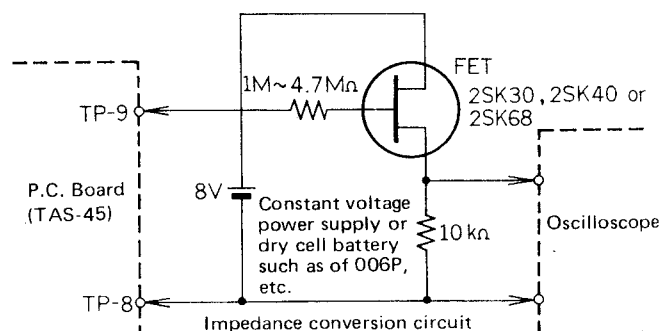 FET
2SK30, 2SK40 or
2SK68
1M~4.7MΩ
TP-9
P.C. Board
(TAS-45)
8V
Constant voltage
power supply or
dry cell battery
such as of 006P,
etc.
10kΩ
Oscilloscope
TP-8
Impedance conversion circuit